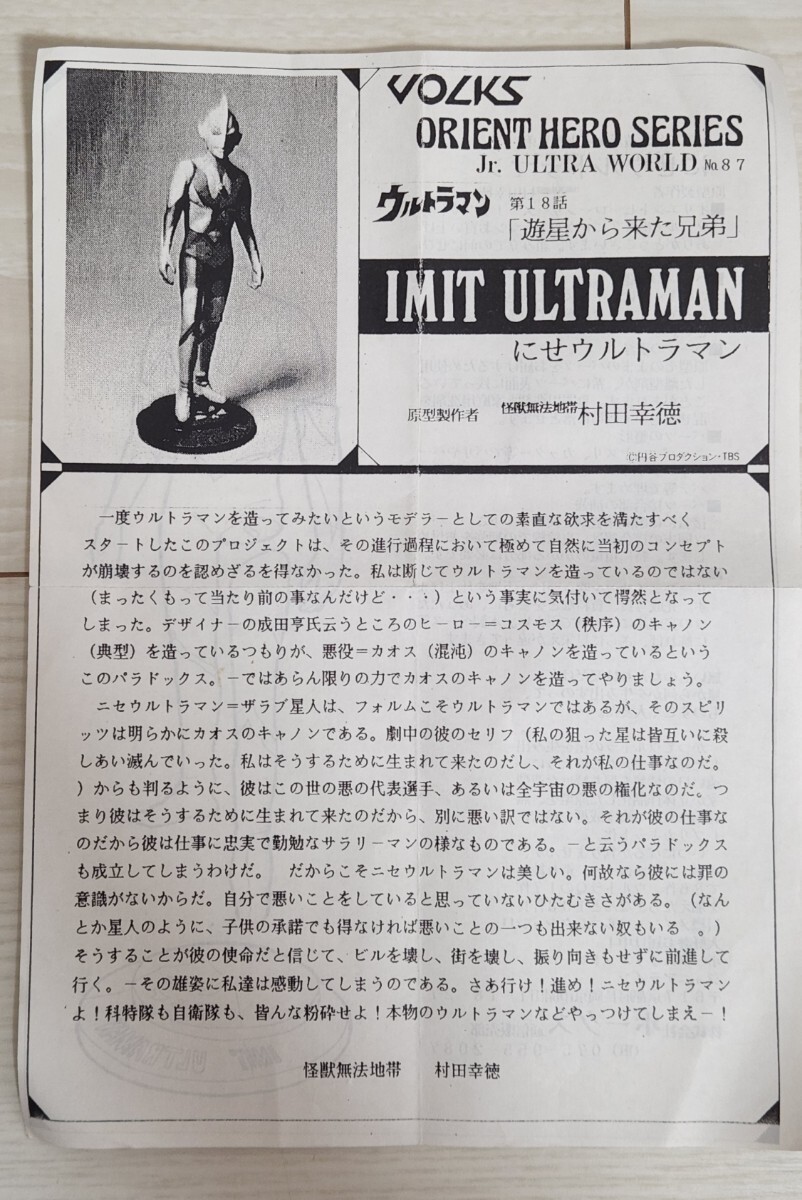 VOLKS
ORIENT HERO SERIES
Jr. ULTRA WORLD №87
ウルトラマン 第18話
「遊星から来た兄弟」
IMIT ULTRAMAN
にせウルトラマン
原型製作者 怪獣無法地帯 村田幸徳
©円谷プロダクション・TBS
一度ウルトラマンを造ってみたいというモデラーとしての素直な欲求を満たすべく
スタートしたこのプロジェクトは、その進行過程において極めて自然に当初のコンセプト
が崩壊するのを認めざるを得なかった。私は断じてウルトラマンを造っているのではない
（まったくもって当たり前の事なんだけど・・・）という事実に気付いて愕然となって
しまった。デザイナーの成田亨氏云うところのヒーロー＝コスモス（秩序）のキャノン
（典型）を造っているつもりが、悪役＝カオス（混沌）のキャノンを造っているという
このパラドックス。－ではあらん限りの力でカオスのキャノンを造ってやりましょう。
ニセウルトラマン＝ザラブ星人は、フォルムこそウルトラマンではあるが、そのスピリ
ッツは明らかにカオスのキャノンである。劇中の彼のセリフ（私の狙った星は皆互いに殺
しあい滅んでいった。私はそうするために生まれて来たのだし、それが私の仕事なのだ。
）からも判るように、彼はこの世の悪の代表選手、あるいは全宇宙の悪の権化なのだ。つ
まり彼はそうするために生まれて来たのだから、別に悪い訳ではない。それが彼の仕事な
のだから彼は仕事に忠実で勤勉なサラリーマンの様なものである。－と云うパラドックス
も成立してしまうわけだ。　だからこそニセウルトラマンは美しい。何故なら彼には罪の
意識がないからだ。自分で悪いことをしていると思っていないひたむきさがある。（なん
とか星人のように、子供の承諾でも得なければ悪いことの一つも出来ない奴もいる　。）
そうすることが彼の使命だと信じて、ビルを壊し、街を壊し、振り向きもせずに前進して
行く。－その雄姿に私達は感動してしまうのである。さあ行け！進め！ニセウルトラマン
よ！科特隊も自衛隊も、皆んな粉砕せよ！本物のウルトラマンなどやっつけてしまえ－！
怪獣無法地帯　村田幸徳